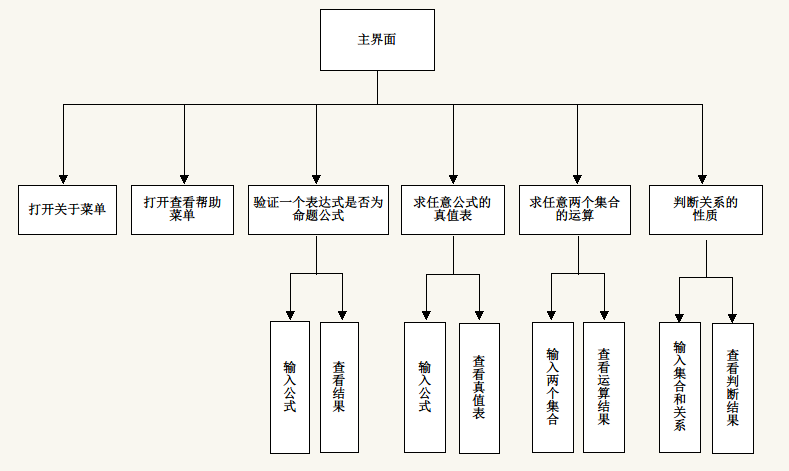 主界面
打开关于菜单
打开查看帮助
菜单
验证一个表达式是否为
命题公式
求任意公式的
真值表
求任意两个集合
的运算
判断关系的
性质
输入公式
查看结果
输入公式
查看真值表
输入两个集合
查看运算结果
输入集合和关系
查看判断结果